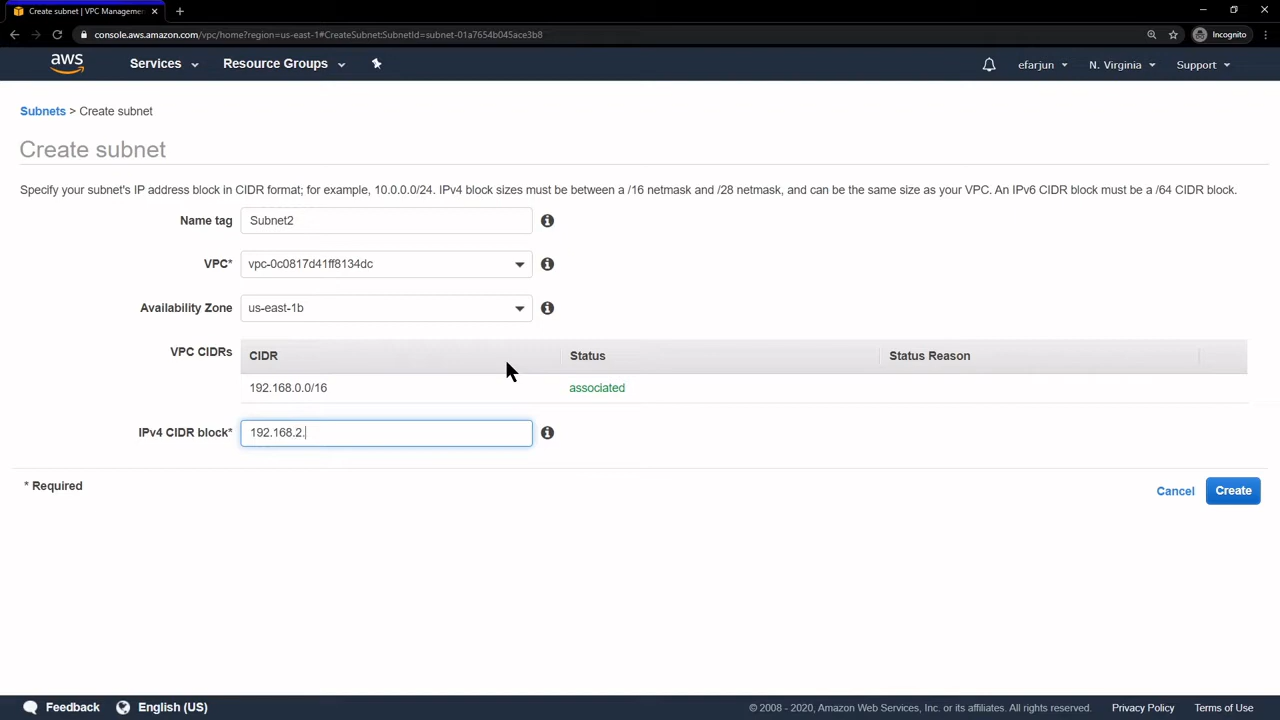 Create subnet | VPC Managemen
console.aws.amazon.com/vpc/home?region=us-east-1#CreateSubnet:SubnetId=subnet-01a7654b045ace3b8
Incognito
aws
Services
Resource Groups
efarjun
N. Virginia
Support
Subnets > Create subnet
Create subnet
Specify your subnet's IP address block in CIDR format; for example, 10.0.0.0/24. IPv4 block sizes must be between a /16 netmask and /28 netmask, and can be the same size as your VPC. An IPv6 CIDR block must be a /64 CIDR block.
Name tag Subnet2
VPC* vpc-0c0817d41ff8134dc
Availability Zone us-east-1b
VPC CIDRs CIDR Status Status Reason
192.168.0.0/16 associated
IPv4 CIDR block* 192.168.2.
* Required
Cancel Create
Feedback English (US) © 2008 - 2020, Amazon Web Services, Inc. or its affiliates. All rights reserved. Privacy Policy Terms of Use